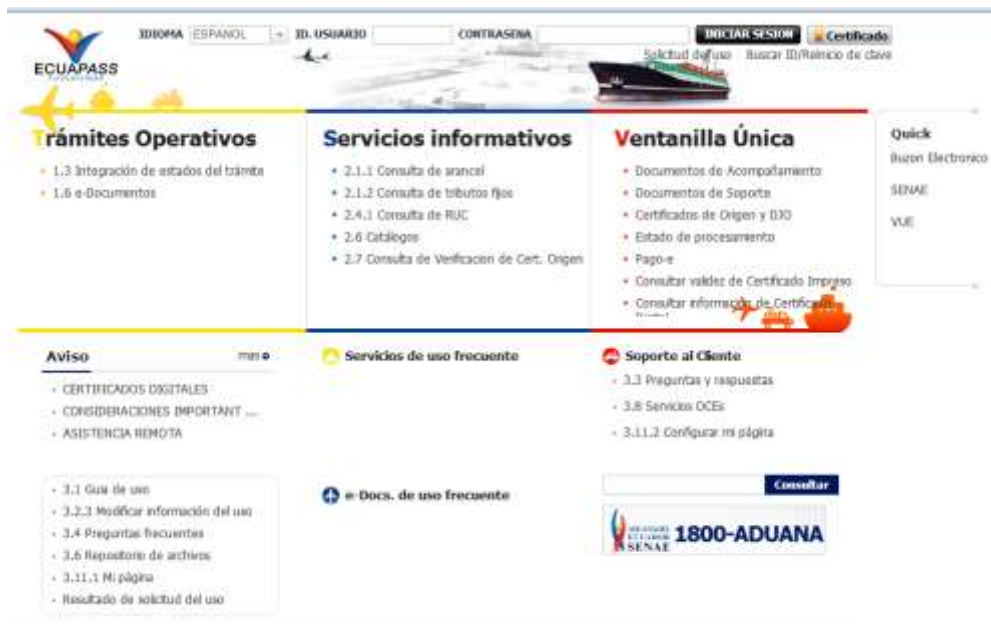 IDIOMA ESPAÑOL ID. USUARIO CONTRASEÑA INICIAR SESION Certificado
Solicitud del uso Buscar ID/Reinicio de clave
ECUAPASS
Trámites Operativos
1.3 Integración de estados del trámite
1.6 e-Documentos
Servicios informativos
2.1.1 Consulta de arancel
2.1.2 Consulta de tributos fijos
2.4.1 Consulta de RUC
2.6 Catálogos
2.7 Consulta de Verificacion de Cert. Origen
Ventanilla Única
Documentos de Acompañamiento
Documentos de Soporte
Certificados de Origen y DJO
Estado de procesamiento
Pago-e
Consultar validez de Certificado Impreso
Consultar información de Certificado
Quick
Buzon Electronico
SENAE
VUE
Aviso mas
CERTIFICADOS DIGITALES
CONSIDERACIONES IMPORTANT ...
ASISTENCIA REMOTA
Servicios de uso frecuente
Soporte al Cliente
3.3 Preguntas y respuestas
3.8 Servicios OCEs
3.11.2 Configurar mi página
3.1 Guia de uso
3.2.3 Modificar información del uso
3.4 Preguntas frecuentes
3.6 Repositorio de archivos
3.11.1 Mi página
Resultado de solicitud del uso
e-Docs. de uso frecuente
Consultar
SENAE 1800-ADUANA